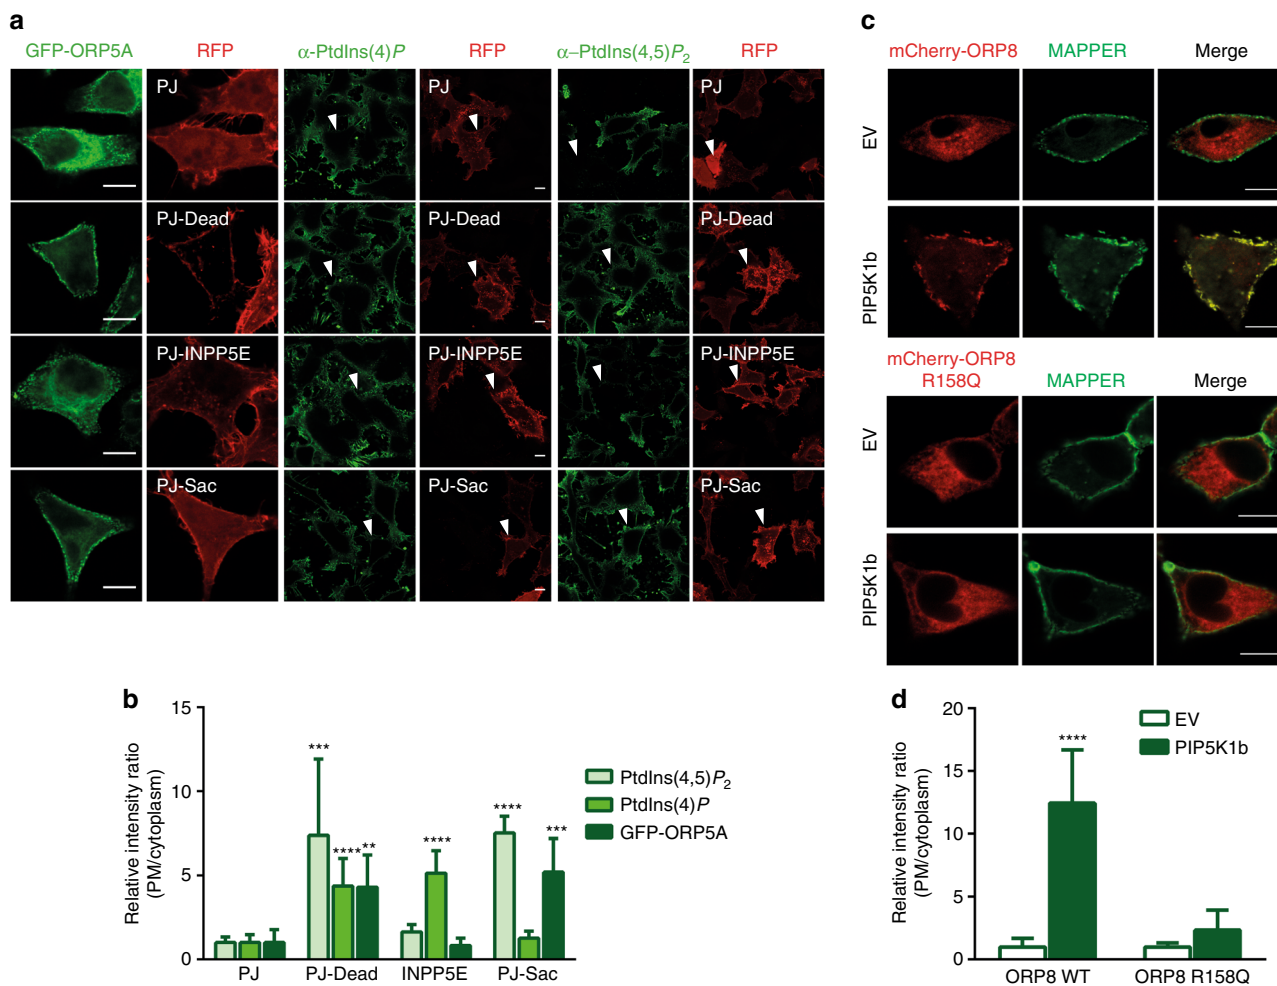 a
GFP-ORP5A RFP α-PtdIns(4)P RFP α–PtdIns(4,5)P2 RFP
PJ PJ PJ
PJ-Dead PJ-Dead PJ-Dead
PJ-INPP5E PJ-INPP5E PJ-INPP5E
PJ-Sac PJ-Sac PJ-Sac
c
mCherry-ORP8 MAPPER Merge
EV
PIP5K1b
mCherry-ORP8
R158Q MAPPER Merge
EV
PIP5K1b
b
Relative intensity ratio
(PM/cytoplasm)
15
10
5
0
***
****
**
****
****
***
PJ PJ-Dead INPP5E PJ-Sac
PtdIns(4,5)P2
PtdIns(4)P
GFP-ORP5A
d
Relative intensity ratio
(PM/cytoplasm)
20
15
10
5
0
****
EV
PIP5K1b
ORP8 WT ORP8 R158Q